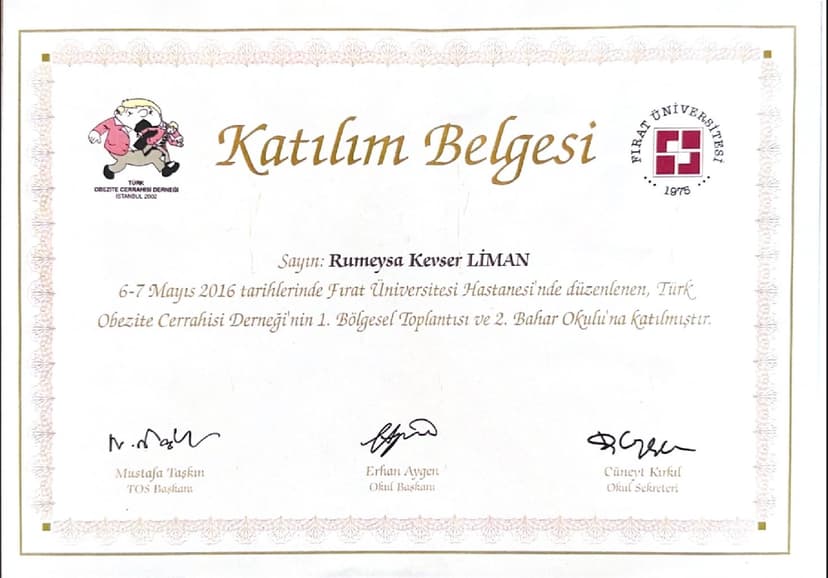 Katılım Belgesi
TÜRK
OBEZİTE CERRAHİSİ DERNEĞİ
İSTANBUL 2002
FIRAT ÜNİVERSİTESİ
1975
Sayın: Rumeysa Kevser LİMAN
6-7 Mayıs 2016 tarihlerinde Fırat Üniversitesi Hastanesi'nde düzenlenen, Türk
Obezite Cerrahisi Derneği'nin 1. Bölgesel Toplantısı ve 2. Bahar Okulu'na katılmıştır.
Mustafa Taşkın
TOS Başkanı
Erhan Aygen
Okul Başkanı
Cüneyt Kırkıl
Okul Sekreteri